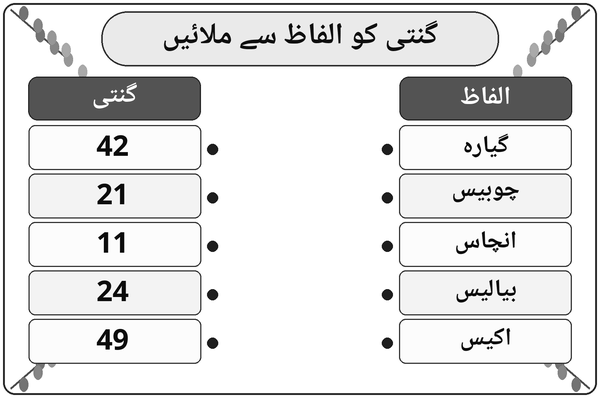 گنتی کو الفاظ سے ملائیں
الفاظ
گنتی
گیارہ
42
چوبیس
21
انچاس
11
بیالیس
24
اکیس
49